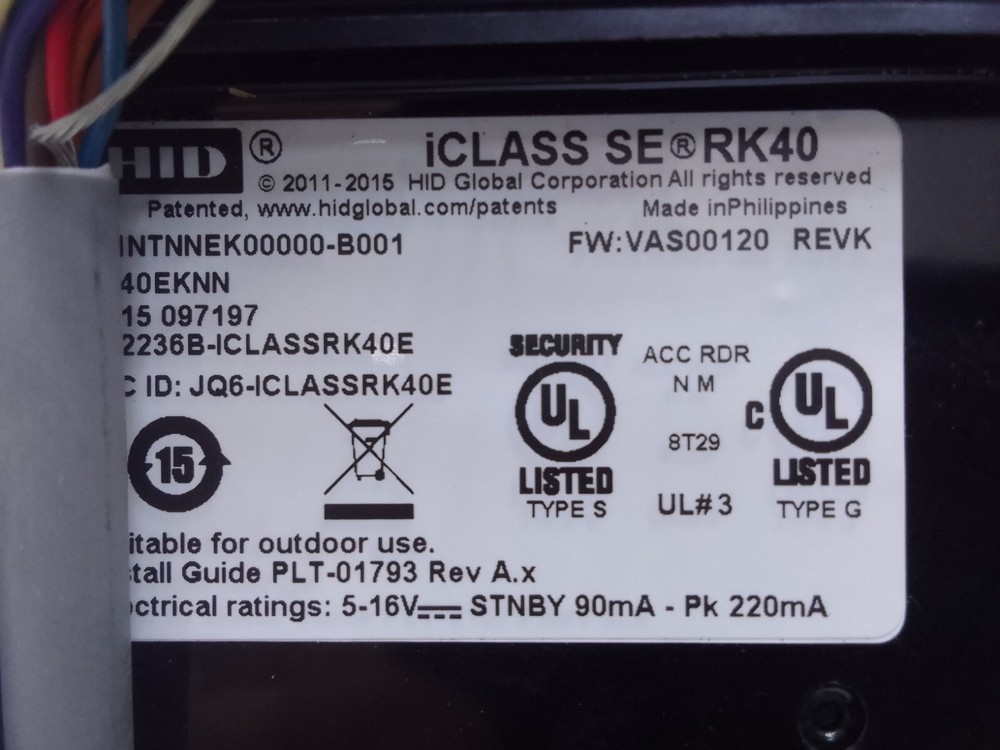 HID ® iCLASS SE® RK40
© 2011-2015 HID Global Corporation All rights reserved
Patented, www.hidglobal.com/patents Made inPhilippines
INTNNEK00000-B001 FW:VAS00120 REVK
40EKNN
15 097197
2236B-ICLASSRK40E
C ID: JQ6-ICLASSRK40E
SECURITY
ACC RDR
N M
UL
C UL
8T29
15
LISTED
LISTED
TYPE S UL#3 TYPE G
itable for outdoor use.
tall Guide PLT-01793 Rev A.x
ctrical ratings: 5-16V STNBY 90mA - Pk 220mA